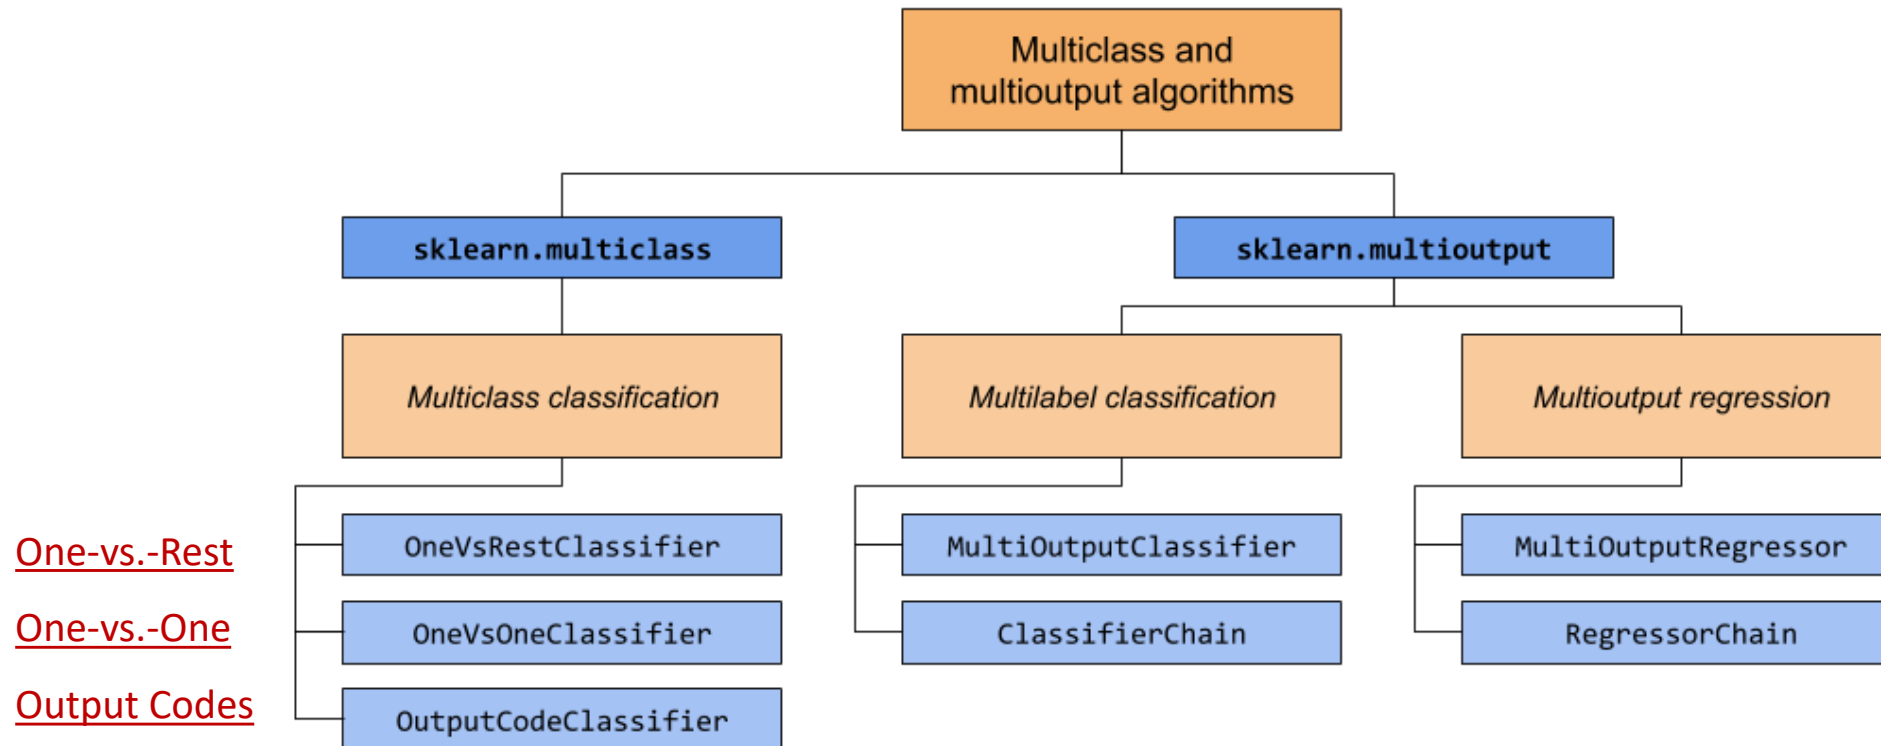 Multiclass and
multioutput algorithms
sklearn.multiclass
sklearn.multioutput
Multiclass classification
Multilabel classification
Multioutput regression
One-vs.-Rest
OneVsRestClassifier
MultiOutputClassifier
MultiOutputRegressor
One-vs.-One
OneVsOneClassifier
ClassifierChain
RegressorChain
Output Codes
OutputCodeClassifier